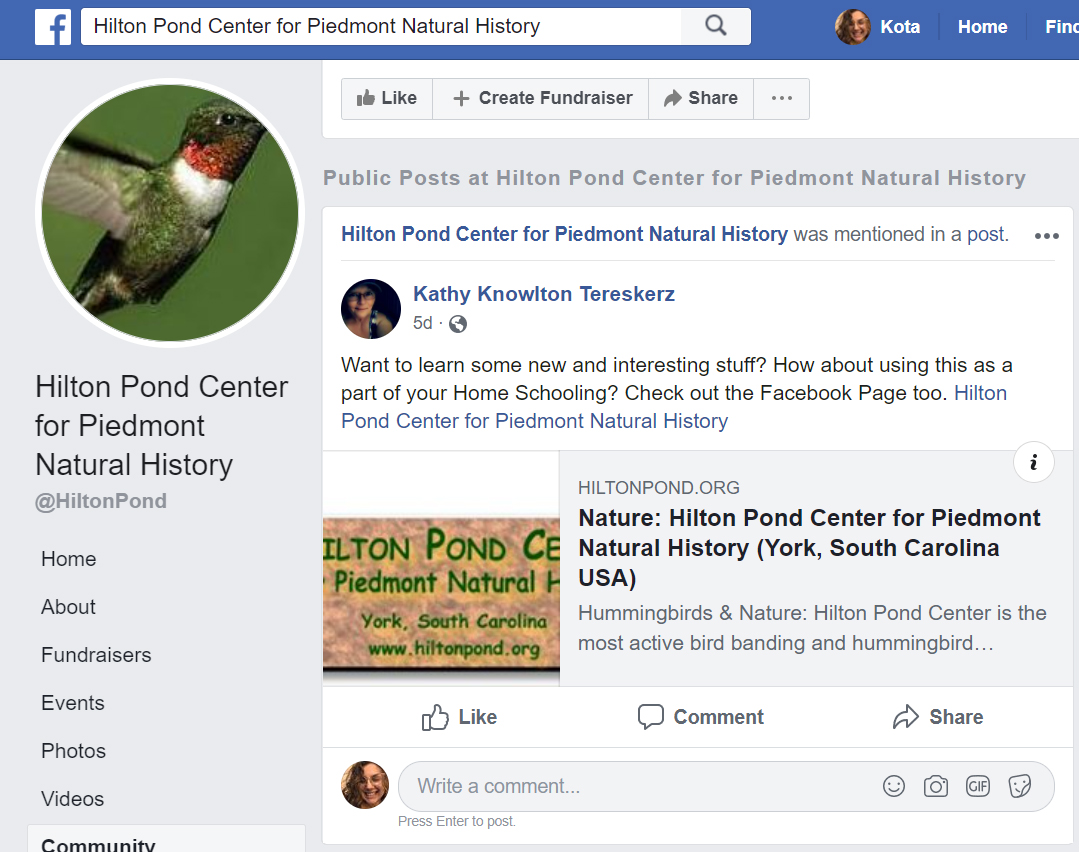 Hilton Pond Center for Piedmont Natural History
Kota
Home
Find
Like
+ Create Fundraiser
Share
...
Public Posts at Hilton Pond Center for Piedmont Natural History
Hilton Pond Center for Piedmont Natural History was mentioned in a post.
Kathy Knowlton Tereskerz
5d ·
Want to learn some new and interesting stuff? How about using this as a
part of your Home Schooling? Check out the Facebook Page too. Hilton
Pond Center for Piedmont Natural History
ILTON POND CE
Piedmont Natural H
York, South Carolina
www.hiltonpond.org
HILTONPOND.ORG
Nature: Hilton Pond Center for Piedmont
Natural History (York, South Carolina
USA)
Hummingbirds & Nature: Hilton Pond Center is the
most active bird banding and hummingbird…
Like
Comment
Share
Write a comment...
GIF
Press Enter to post.
Hilton Pond Center
for Piedmont
Natural History
@HiltonPond
Home
About
Fundraisers
Events
Photos
Videos
Community